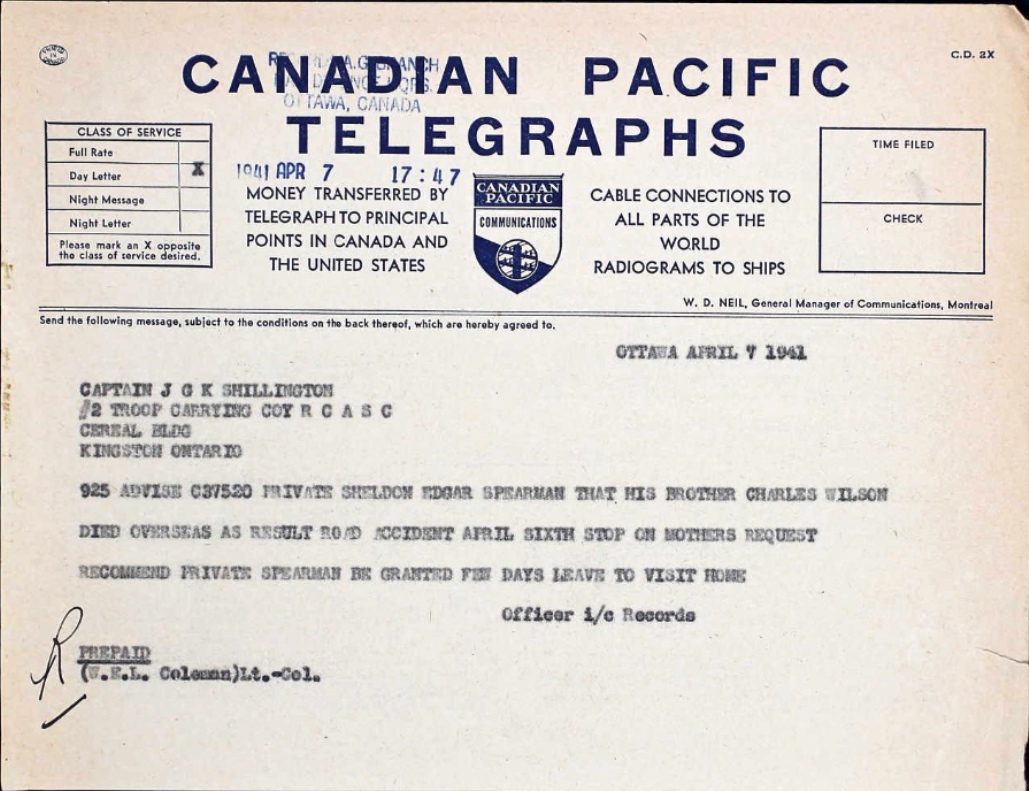 PRINTED IN CANADA
C.D. 2X
CANADIAN PACIFIC
TELEGRAPHS
A.G. BRANCH
OTTAWA, CANADA
1941 APR 7 17:47
CLASS OF SERVICE
Full Rate
Day Letter X
Night Message
Night Letter
Please mark an X opposite
the class of service desired.
MONEY TRANSFERRED BY
TELEGRAPH TO PRINCIPAL
POINTS IN CANADA AND
THE UNITED STATES
CANADIAN
PACIFIC
COMMUNICATIONS
CABLE CONNECTIONS TO
ALL PARTS OF THE
WORLD
RADIOGRAMS TO SHIPS
TIME FILED
CHECK
W. D. NEIL, General Manager of Communications, Montreal
Send the following message, subject to the conditions on the back thereof, which are hereby agreed to.
OTTAWA APRIL 7 1941
CAPTAIN J G K SHILLINGTON
#2 TROOP CARRYING COY R C A S C
CEREAL BLDG
KINGSTON ONTARIO
925 ADVISE C37520 PRIVATE SHELDON EDGAR SPEARMAN THAT HIS BROTHER CHARLES WILSON
DIED OVERSEAS AS RESULT ROAD ACCIDENT APRIL SIXTH STOP ON MOTHERS REQUEST
RECOMMEND PRIVATE SPEARMAN BE GRANTED FEW DAYS LEAVE TO VISIT HOME
Officer i/c Records
R
PREPAID
(W.E.L. Coleman)Lt.-Col.